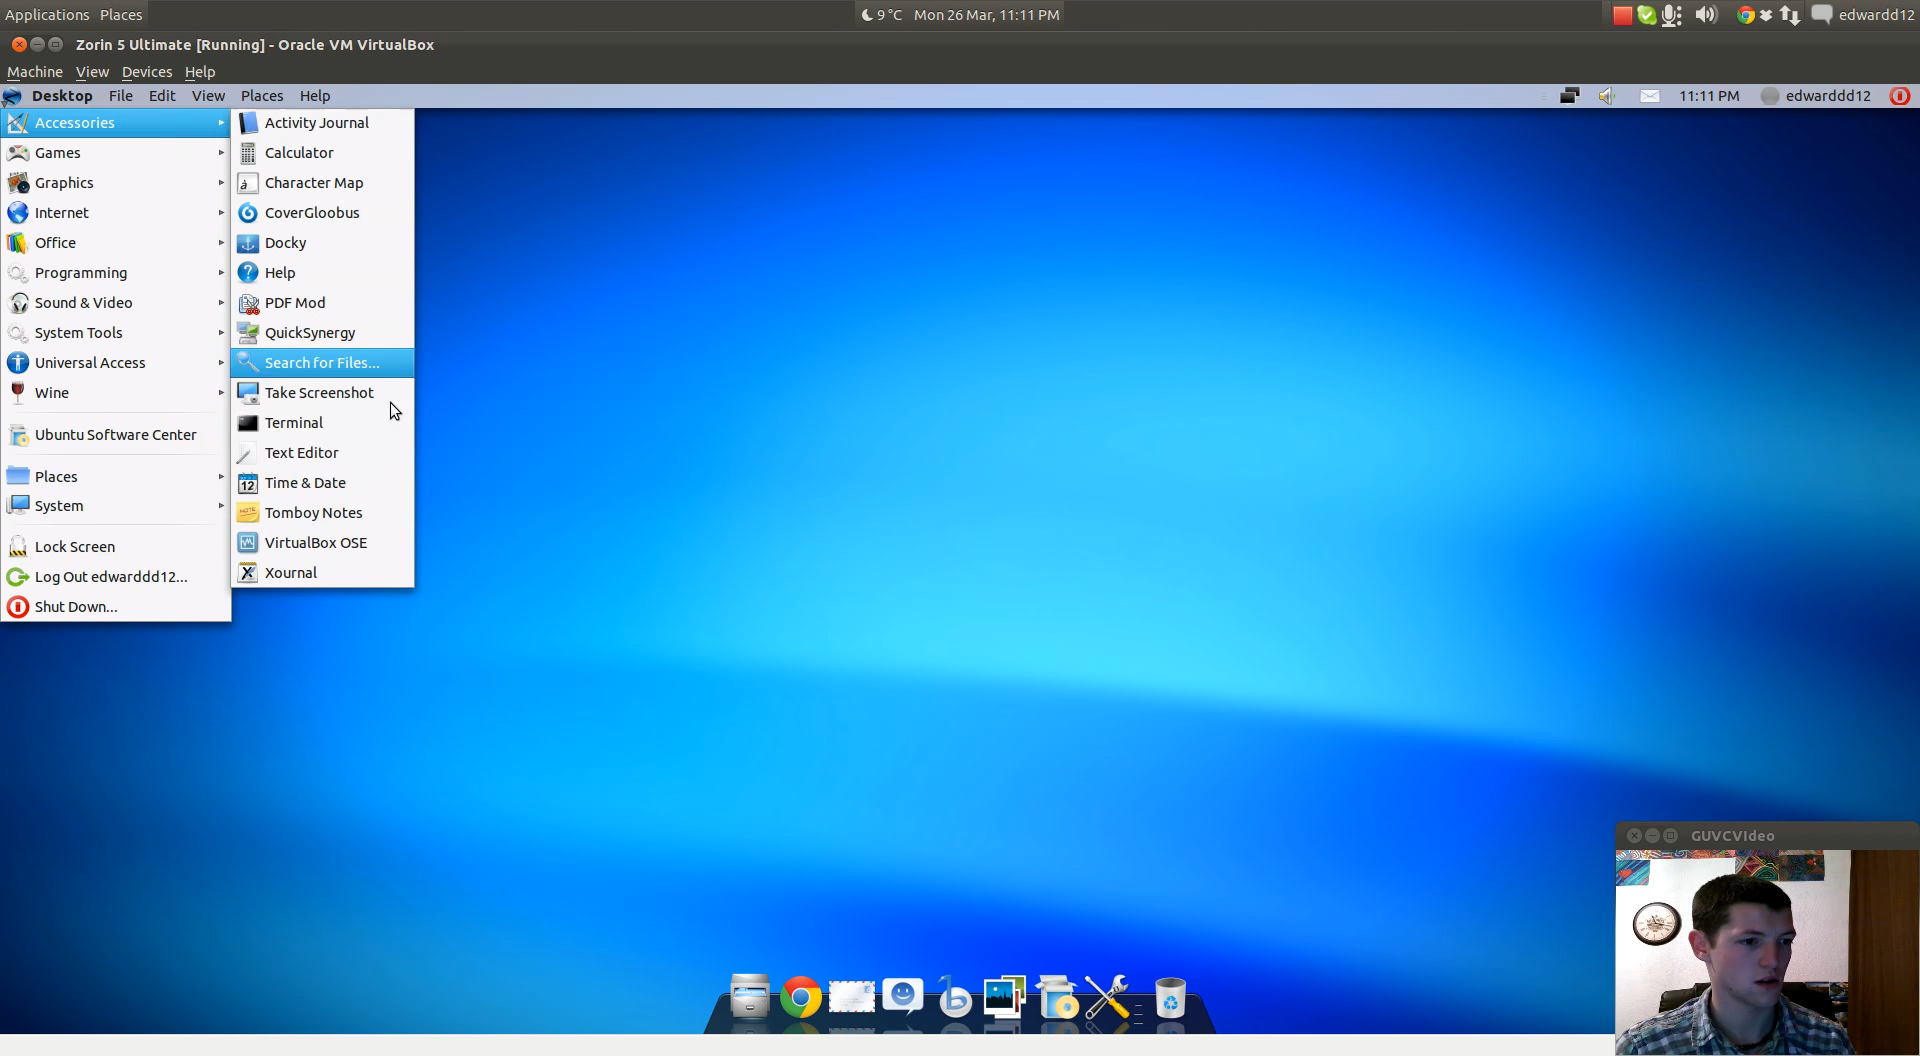 Applications Places
9 °C Mon 26 Mar, 11:11 PM
edwardd12
Zorin 5 Ultimate [Running] - Oracle VM VirtualBox
Machine View Devices Help
Desktop File Edit View Places Help
11:11 PM edwarddd12
Accessories
Games
Graphics
Internet
Office
Programming
Sound & Video
System Tools
Universal Access
Wine
Ubuntu Software Center
Places
System
Lock Screen
Log Out edwarddd12...
Shut Down...
Activity Journal
Calculator
Character Map
CoverGloobus
Docky
Help
PDF Mod
QuickSynergy
Search for Files...
Take Screenshot
Terminal
Text Editor
12
Time & Date
NOTE
Tomboy Notes
VirtualBox OSE
Xournal
GUVCVIdeo